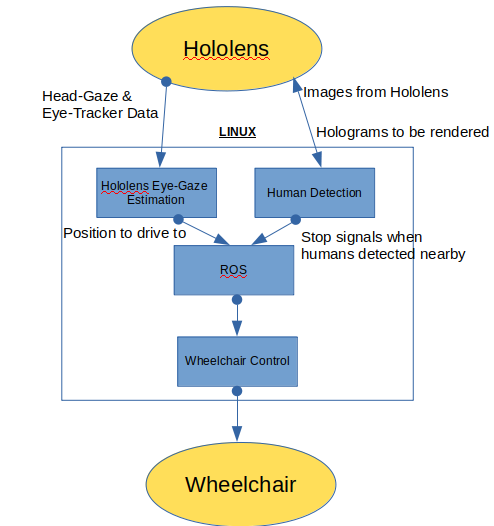 Hololens
Head-Gaze &
Eye-Tracker Data
Images from Hololens
LINUX
Holograms to be rendered
Hololens Eye-Gaze
Estimation
Human Detection
Position to drive to
Stop signals when
humans detected nearby
ROS
Wheelchair Control
Wheelchair